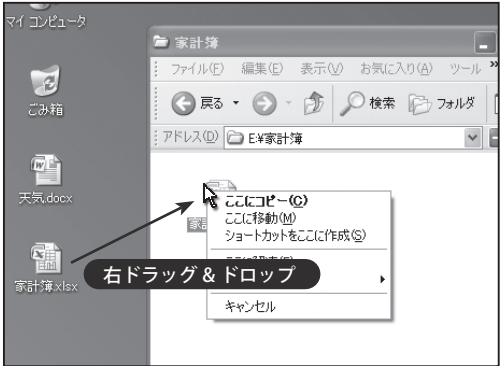 マイ コンピュータ
家計簿
ファイル(F) 編集(E) 表示(V) お気に入り(A) ツール »
戻る 検索 フォルダ
ごみ箱
アドレス(D) E:¥家計簿
天気.docx
ここにコピー(C)
ここに移動(M)
ショートカットをここに作成(S)
右ドラッグ&ドロップ
家計簿.xlsx
キャンセル